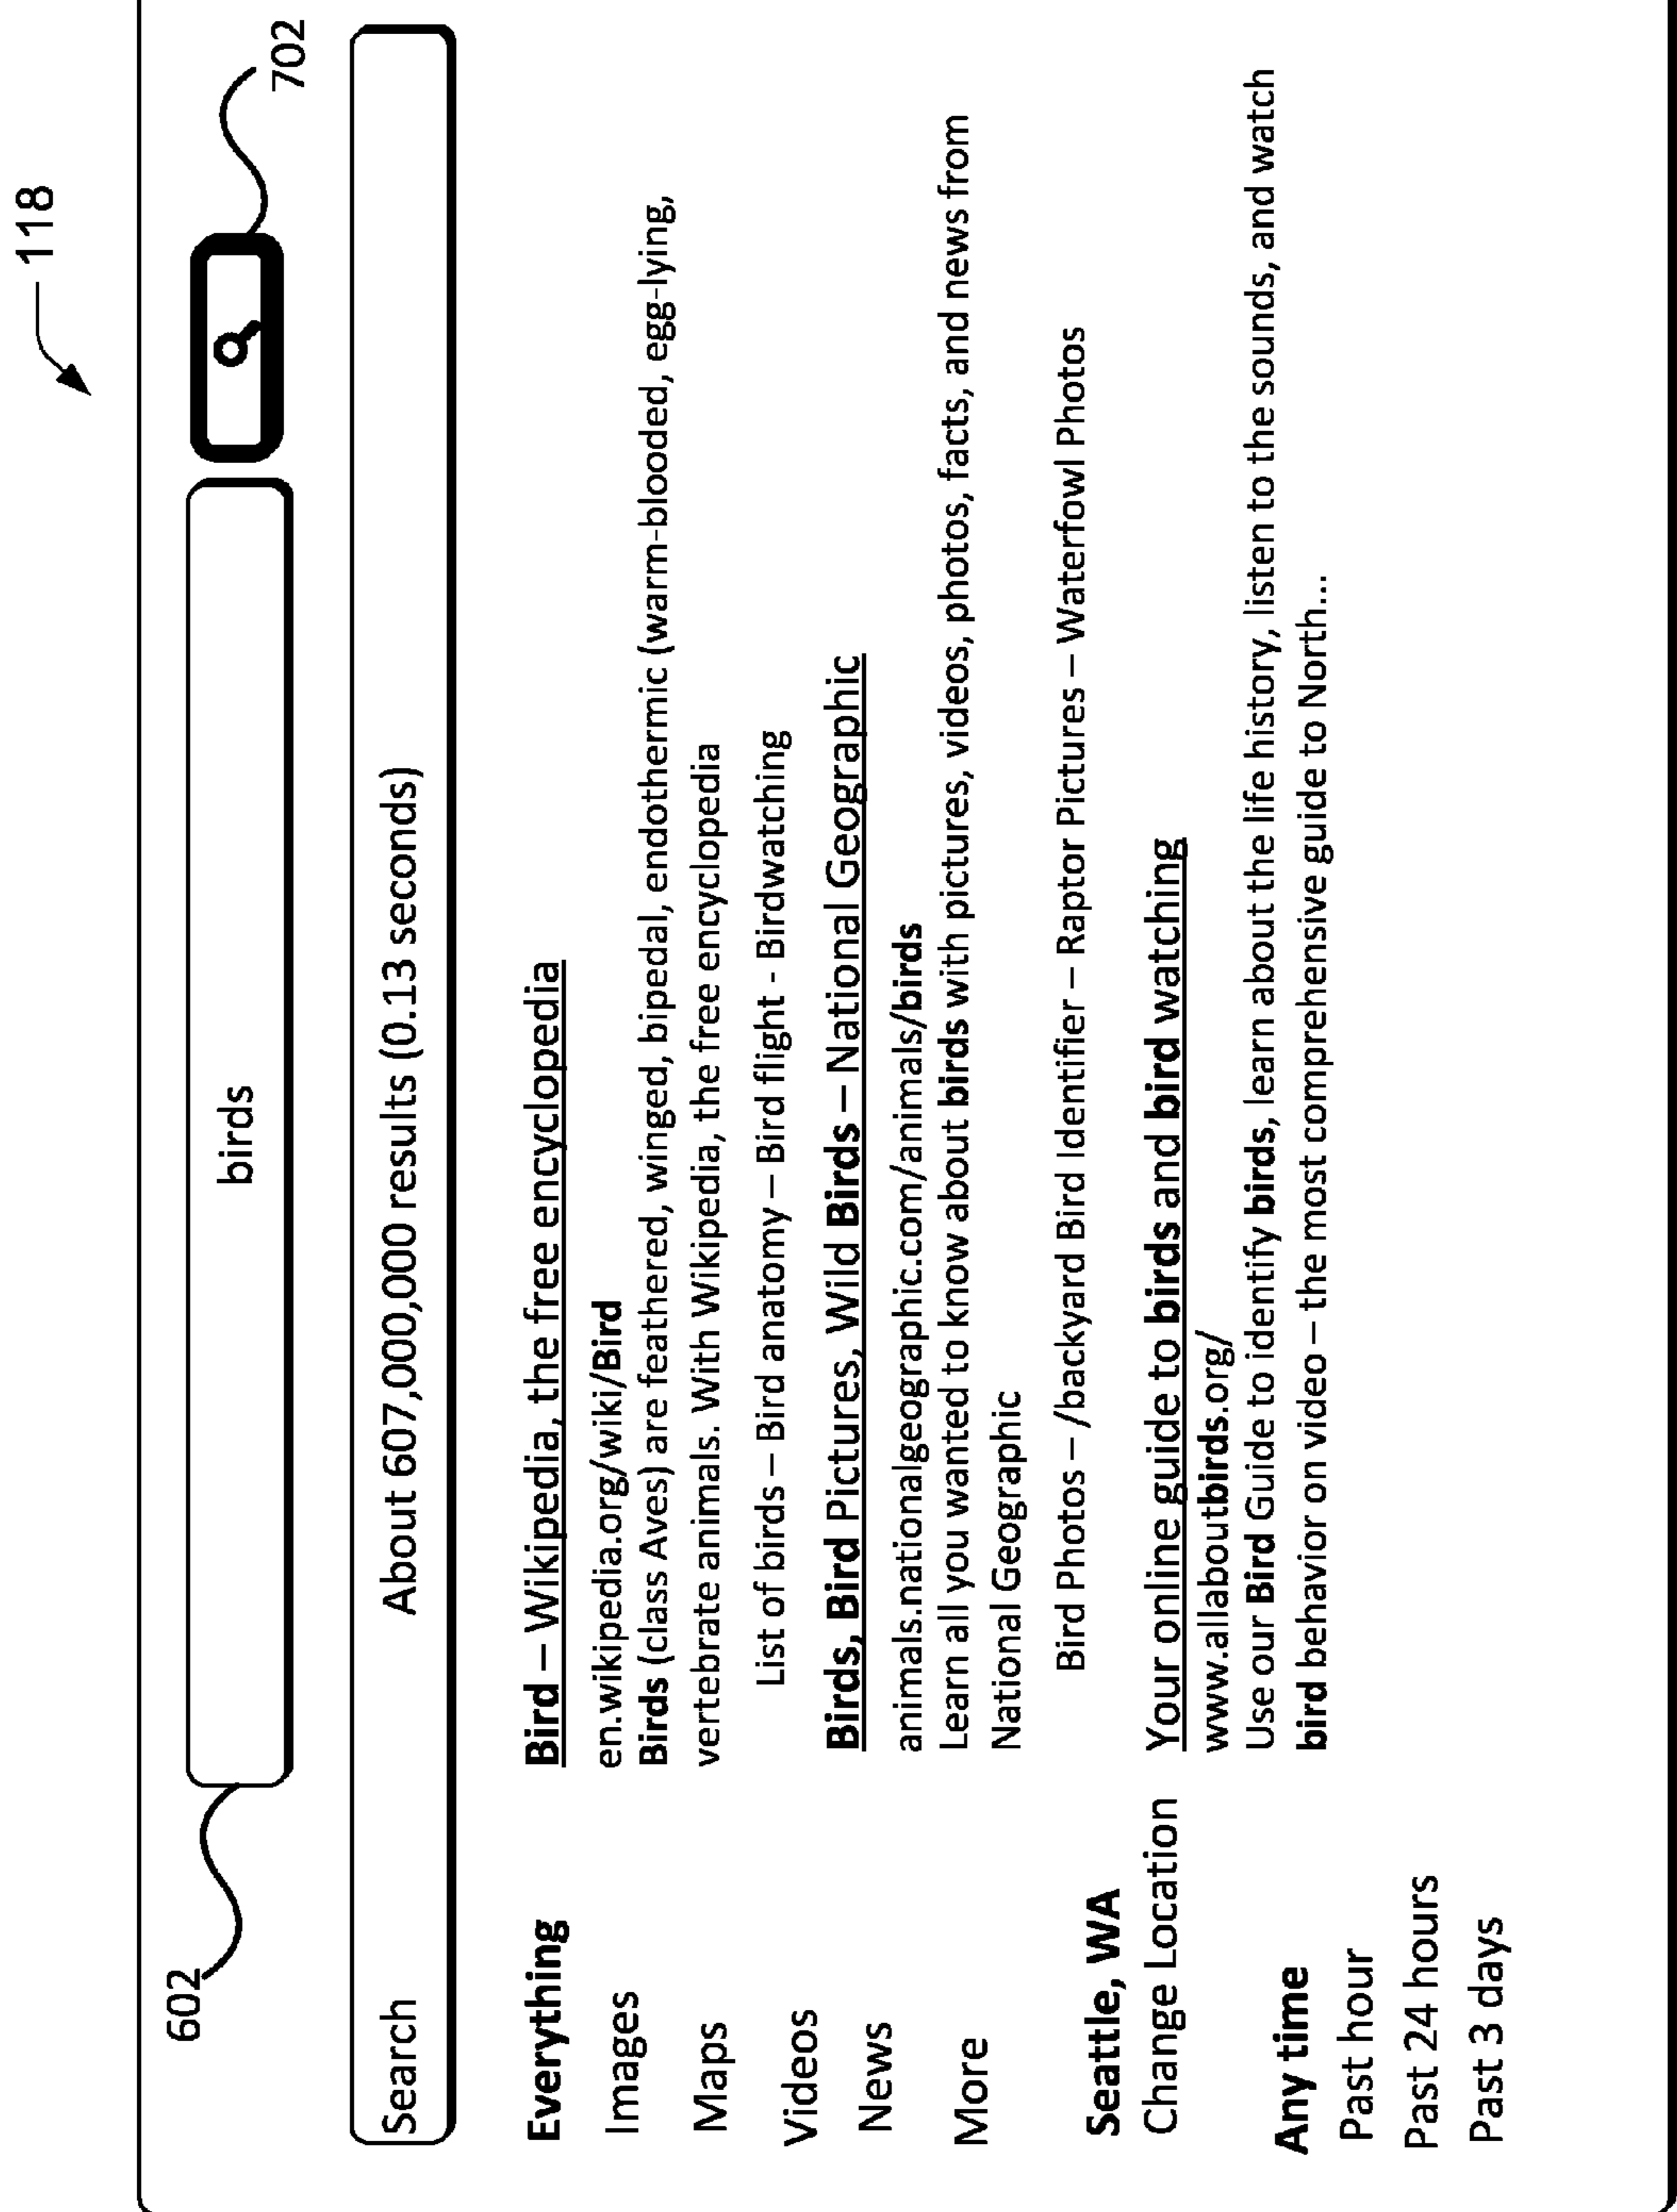 118
602
birds
702
Search About 607,000,000 results (0.13 seconds)
Everything
Images
Maps
Videos
News
More
Seattle, WA
Change Location
Any time
Past hour
Past 24 hours
Past 3 days
Bird – Wikipedia, the free encyclopedia
en.wikipedia.org/wiki/Bird
Birds (class Aves) are feathered, winged, bipedal, endothermic (warm-blooded, egg-lying,
vertebrate animals. With Wikipedia, the free encyclopedia
List of birds – Bird anatomy – Bird flight - Birdwatching
Birds, Bird Pictures, Wild Birds – National Geographic
animals.nationalgeographic.com/animals/birds
Learn all you wanted to know about birds with pictures, videos, photos, facts, and news from
National Geographic
Bird Photos – /backyard Bird Identifier – Raptor Pictures – Waterfowl Photos
Your online guide to birds and bird watching
www.allaboutbirds.org/
Use our Bird Guide to identify birds, learn about the life history, listen to the sounds, and watch
bird behavior on video – the most comprehensive guide to North...